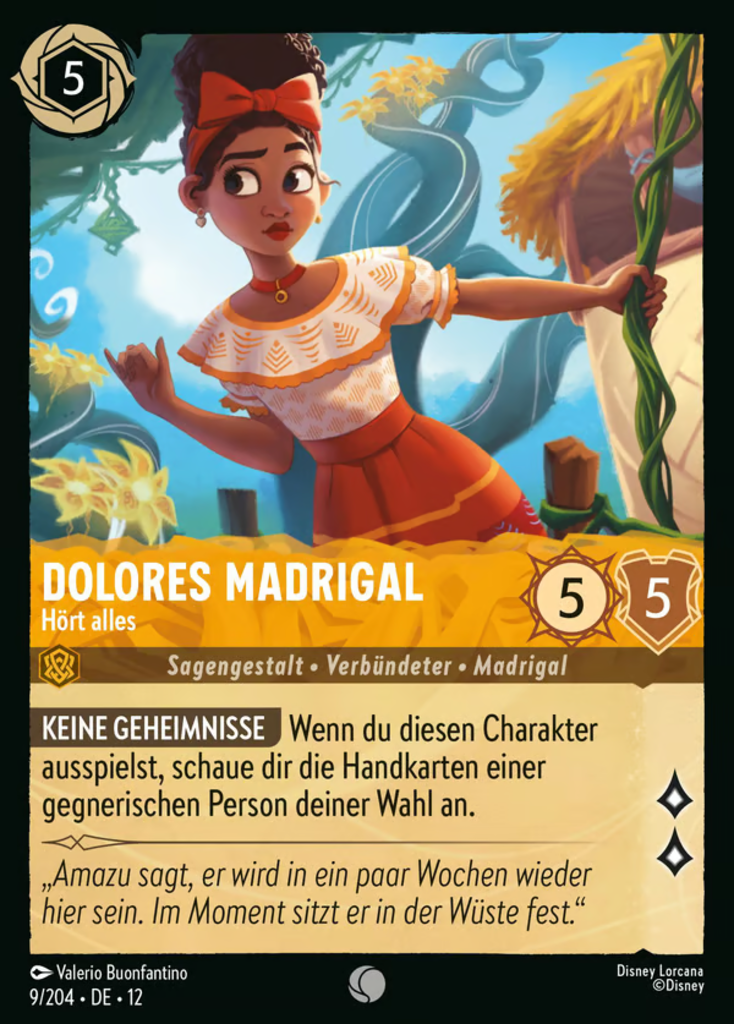 5
DOLORES MADRIGAL
Hört alles
5
5
Sagengestalt • Verbündeter • Madrigal
KEINE GEHEIMNISSE Wenn du diesen Charakter
ausspielst, schaue dir die Handkarten einer
gegnerischen Person deiner Wahl an.
„Amazu sagt, er wird in ein paar Wochen wieder
hier sein. Im Moment sitzt er in der Wüste fest.“
Valerio Buonfantino
9/204 • DE • 12
Disney Lorcana
©Disney